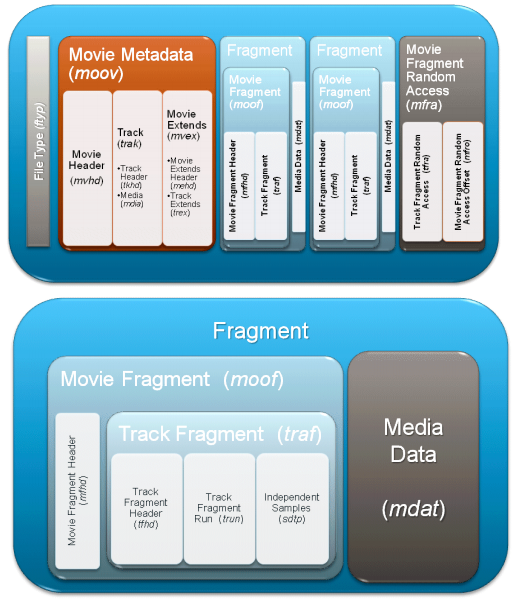 File Type (ftyp)
Movie Metadata
(moov)
Movie
Header
(mvhd)
Track
(trak)
•Track
Header
(tkhd)
•Media
(mdia)
Movie
Extends
(mvex)
•Movie
Extends
Header
(mehd)
•Track
Extends
(trex)
Fragment
Movie
Fragment
(moof)
Movie Fragment Header
(mfhd)
Track Fragment
(traf)
Media Data (mdat)
Fragment
Movie
Fragment
(moof)
Movie Fragment Header
(mfhd)
Track Fragment
(traf)
Media Data (mdat)
Movie
Fragment
Random
Access
(mfra)
Track Fragment Random
Access (tfra)
Movie Fragment Random
Access Offset (mfro)
Fragment
Movie Fragment (moof)
Movie Fragment Header
(mfhd)
Track Fragment (traf)
Track
Fragment
Header
(tfhd)
Track
Fragment
Run (trun)
Independent
Samples
(sdtp)
Media
Data
(mdat)